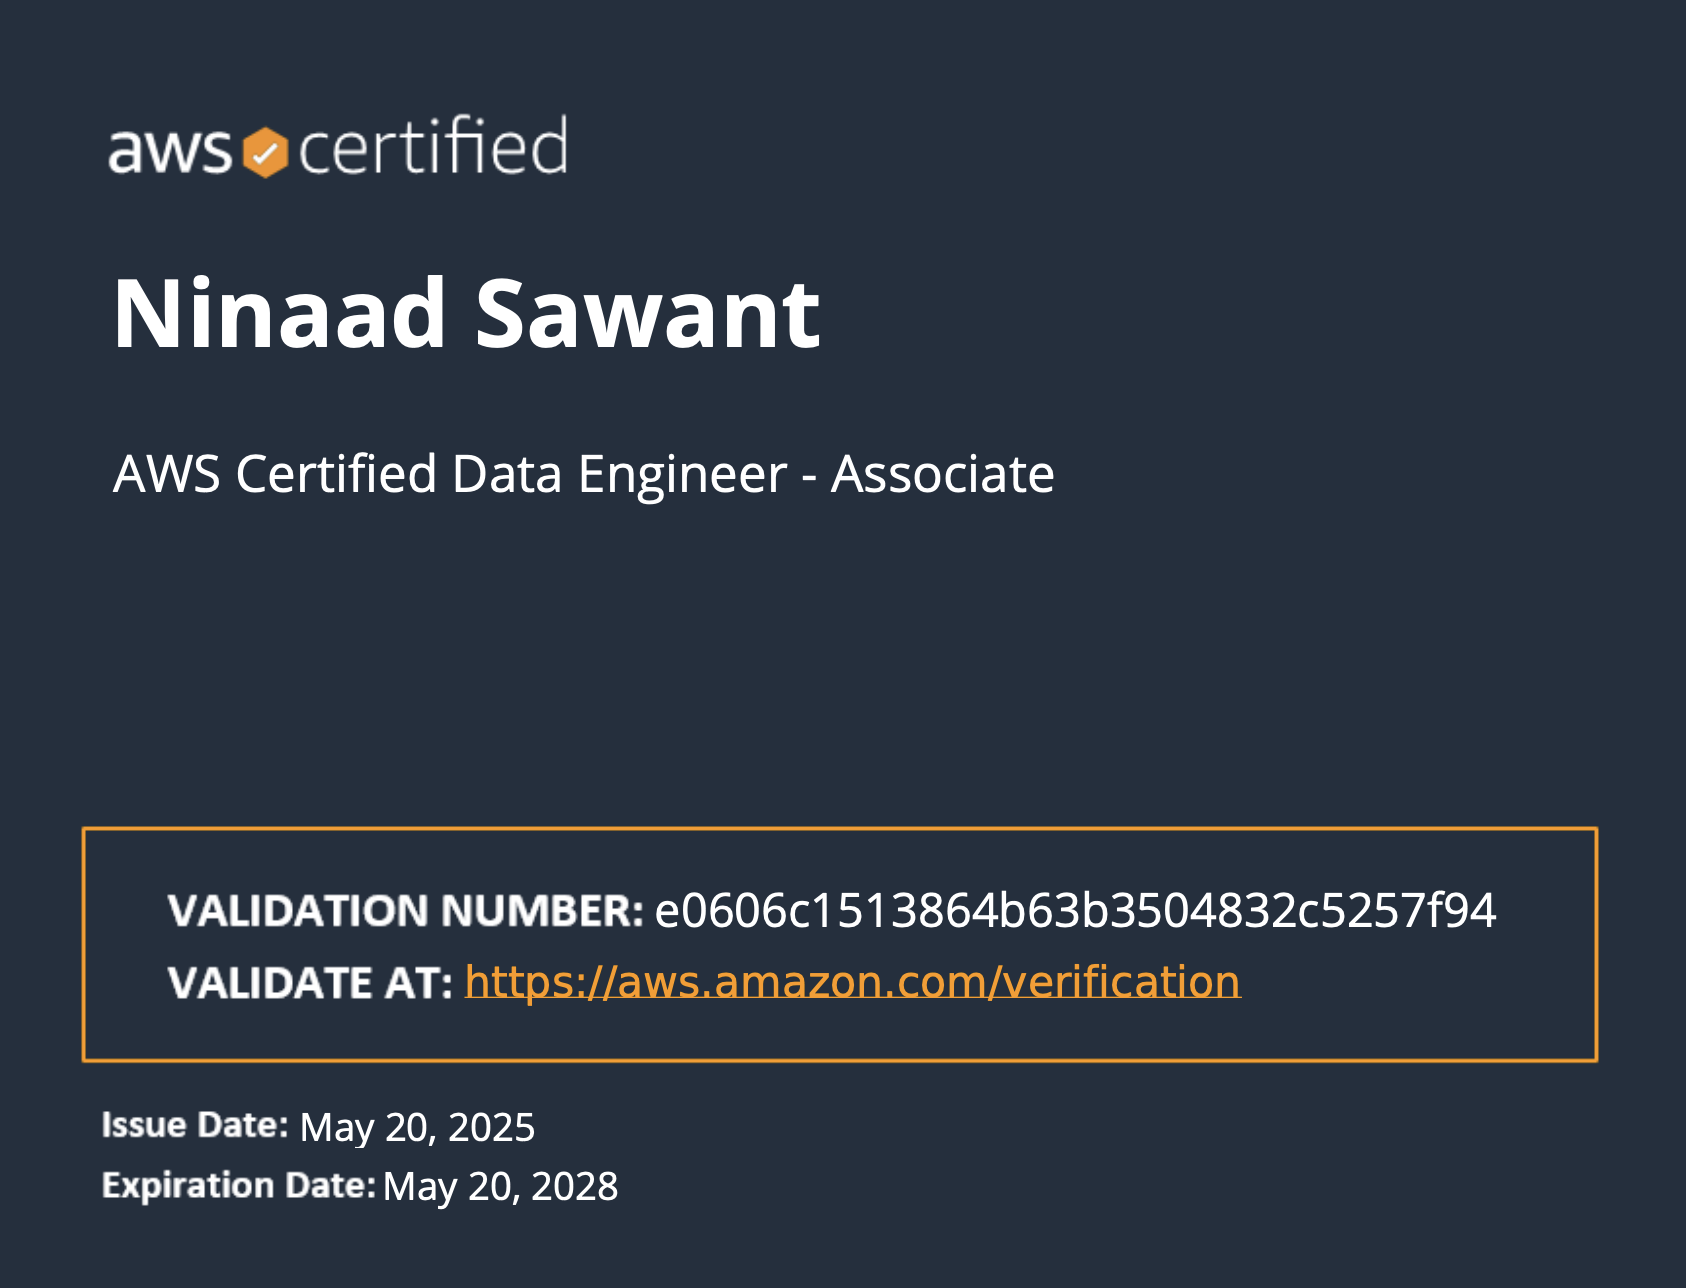 aws certified
Ninaad Sawant
AWS Certified Data Engineer - Associate
VALIDATION NUMBER: e0606c1513864b63b3504832c5257f94
VALIDATE AT: https://aws.amazon.com/verification
Issue Date: May 20, 2025
Expiration Date: May 20, 2028